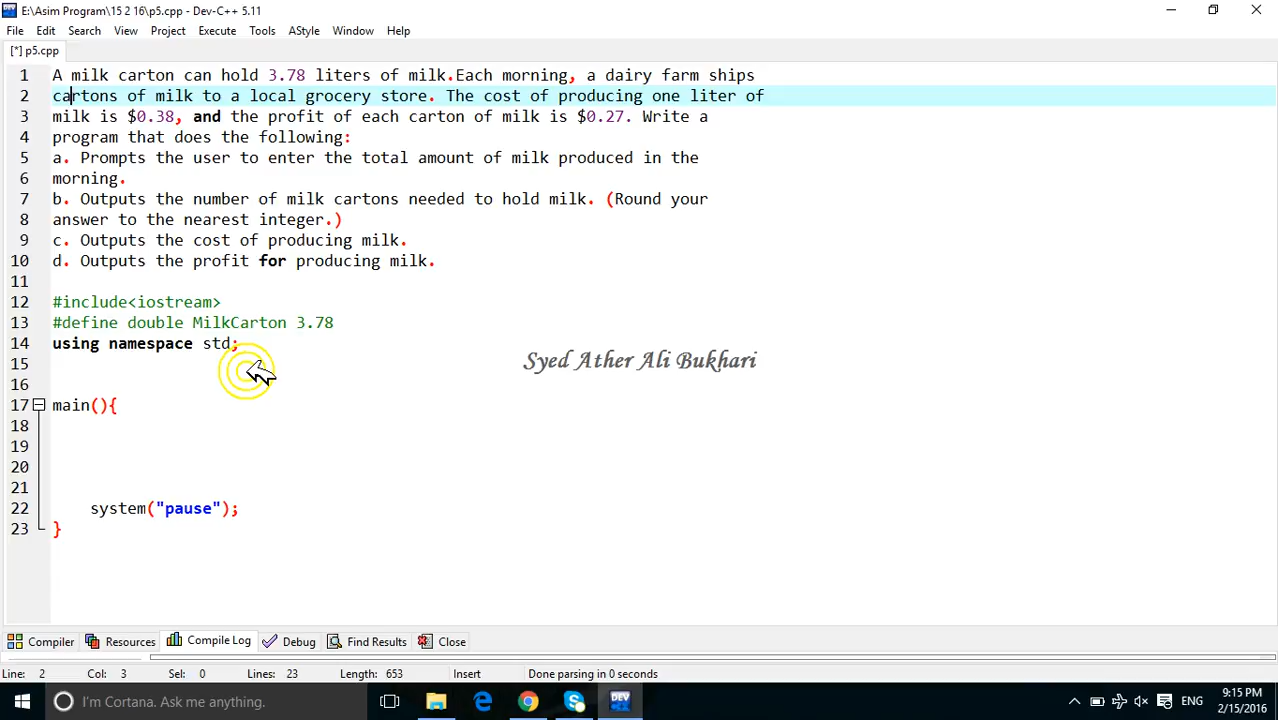 E:\Asim Program\15 2 16\p5.cpp - Dev-C++ 5.11
File Edit Search View Project Execute Tools AStyle Window Help
[*] p5.cpp
1 A milk carton can hold 3.78 liters of milk.Each morning, a dairy farm ships
2 cartons of milk to a local grocery store. The cost of producing one liter of
3 milk is $0.38, and the profit of each carton of milk is $0.27. Write a
4 program that does the following:
5 a. Prompts the user to enter the total amount of milk produced in the
6 morning.
7 b. Outputs the number of milk cartons needed to hold milk. (Round your
8 answer to the nearest integer.)
9 c. Outputs the cost of producing milk.
10 d. Outputs the profit for producing milk.
11
12 #include<iostream>
13 #define double MilkCarton 3.78
14 using namespace std;
15
Syed Ather Ali Bukhari
16
17 main(){
18
19
20
21
22 system("pause");
23 }
Compiler Resources Compile Log Debug Find Results Close
Line: 2 Col: 3 Sel: 0 Lines: 23 Length: 653 Insert Done parsing in 0 seconds
I'm Cortana. Ask me anything. DEV ENG 9:15 PM
2/15/2016